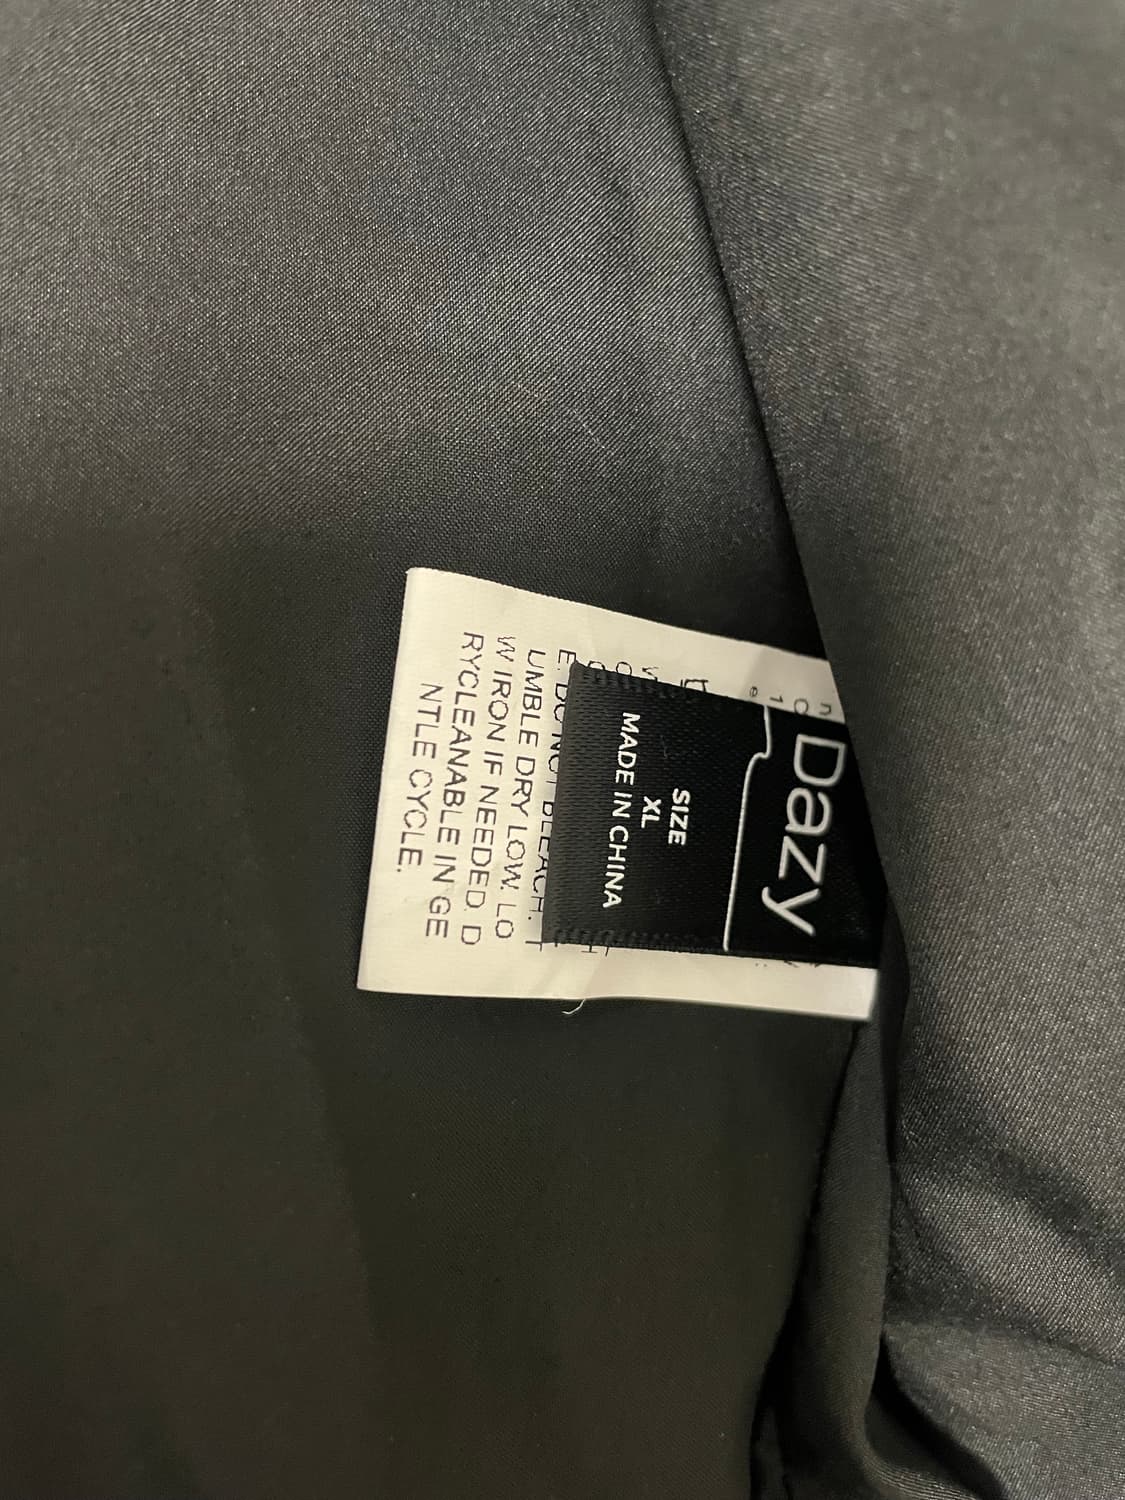 Dazy
SIZE
XL
MADE IN CHINA
E. DO NOT BLEACH. T
UMBLE DRY LOW. LO
W IRON IF NEEDED. D
RYCLEANABLE IN GE
NTLE CYCLE.